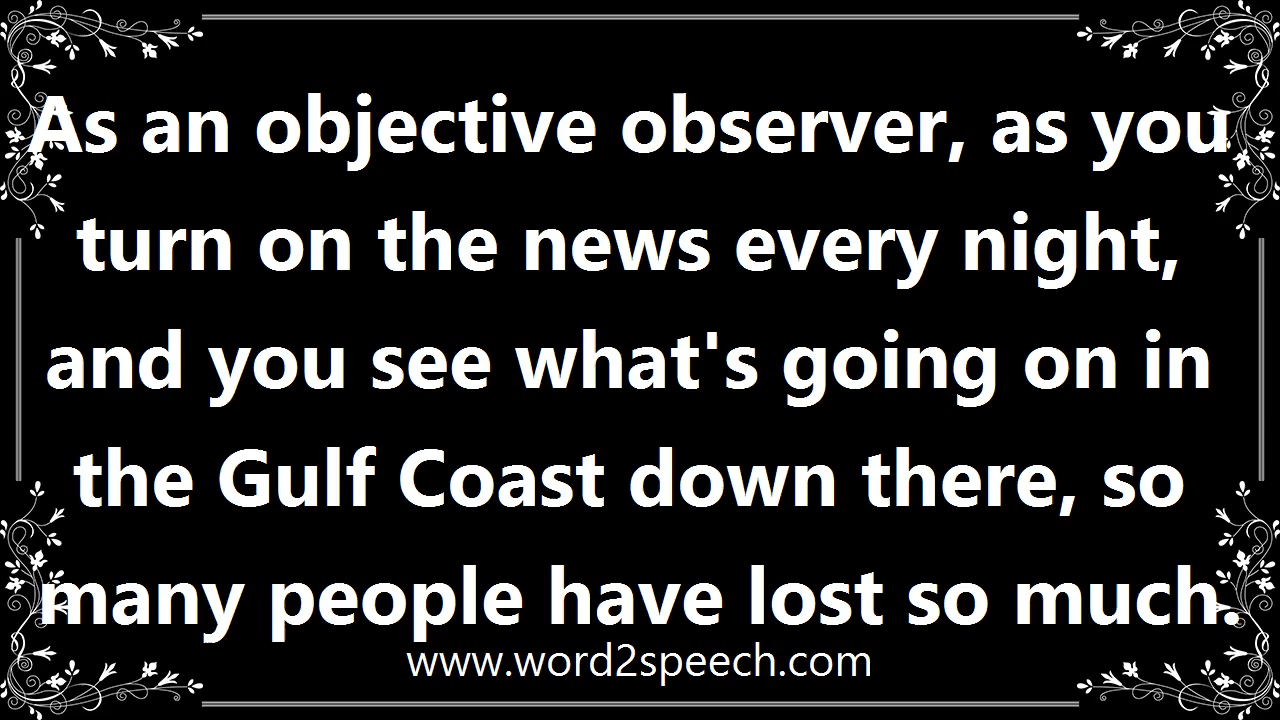 As an objective observer, as you
turn on the news every night,
and you see what's going on in
the Gulf Coast down there, so
many people have lost so much.
www.word2speech.com